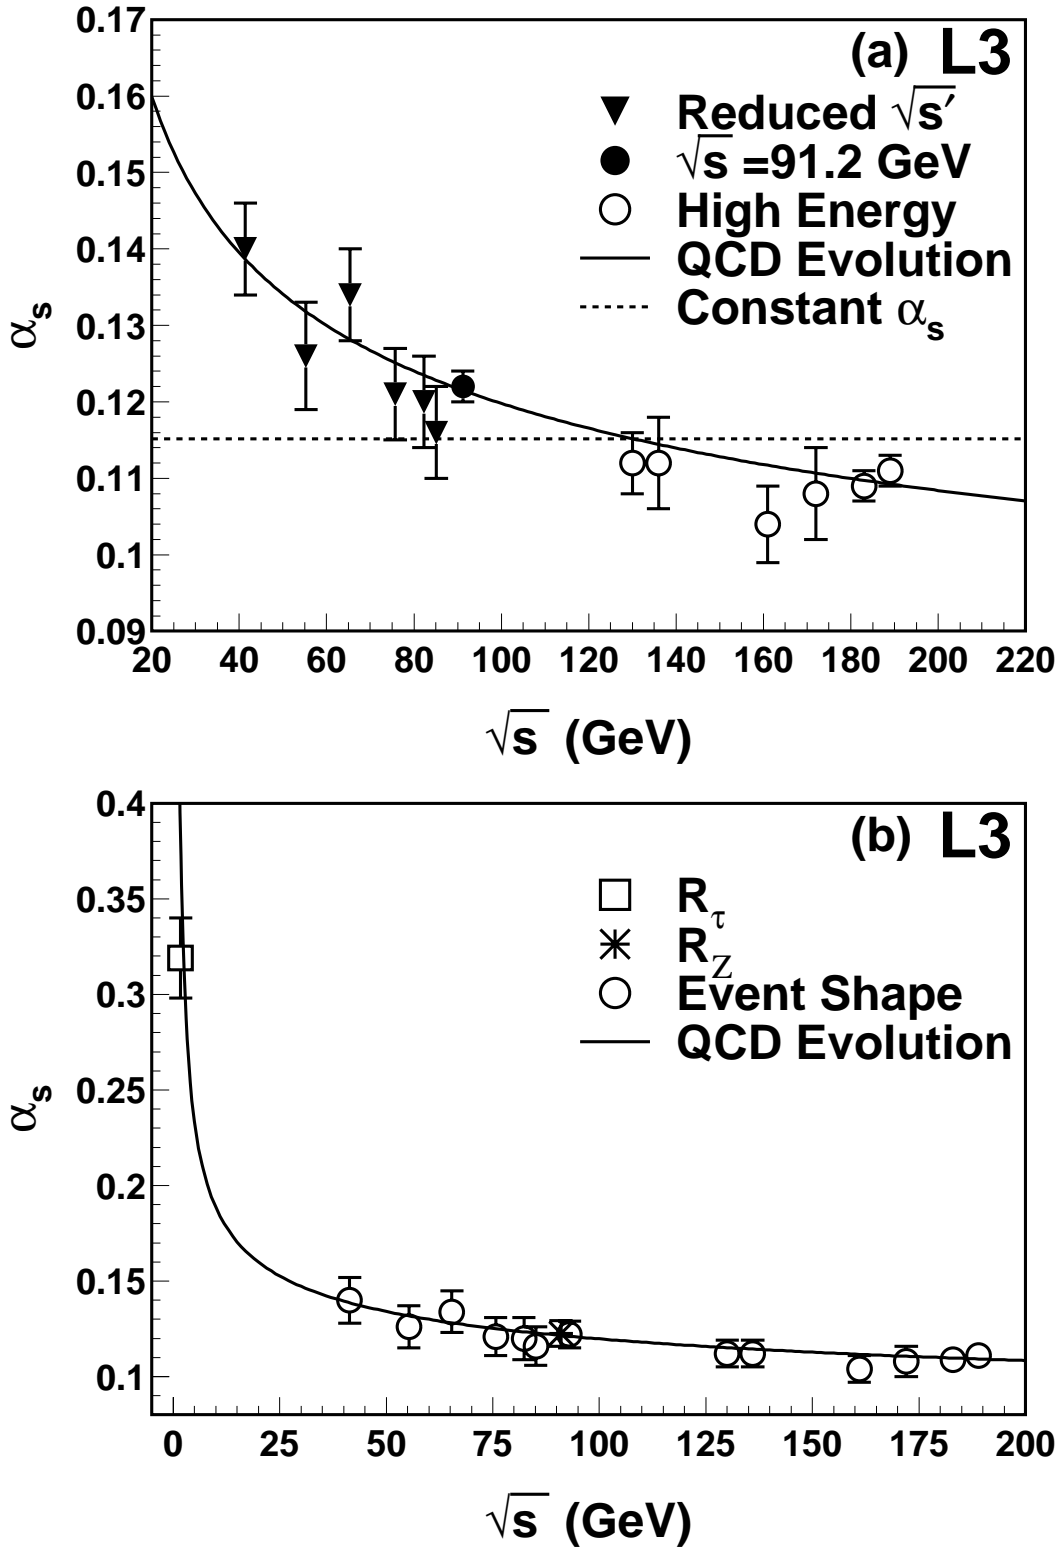 (a) L3
Reduced √s′
√s =91.2 GeV
High Energy
QCD Evolution
Constant αs
0.17
0.16
0.15
0.14
0.13
0.12
0.11
0.1
0.09
αs
20 40 60 80 100 120 140 160 180 200 220
√s (GeV)
(b) L3
Rτ
RZ
Event Shape
QCD Evolution
0.4
0.35
0.3
0.25
0.2
0.15
0.1
αs
0 25 50 75 100 125 150 175 200
√s (GeV)